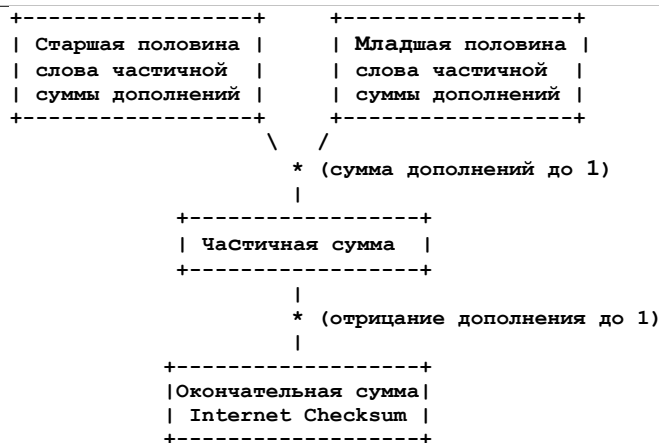 Старшая половина Младшая половина
слова частичной слова частичной
суммы дополнений суммы дополнений
* (сумма дополнений до 1)
Частичная сумма
* (отрицание дополнения до 1)
Окончательная сумма
Internet Checksum